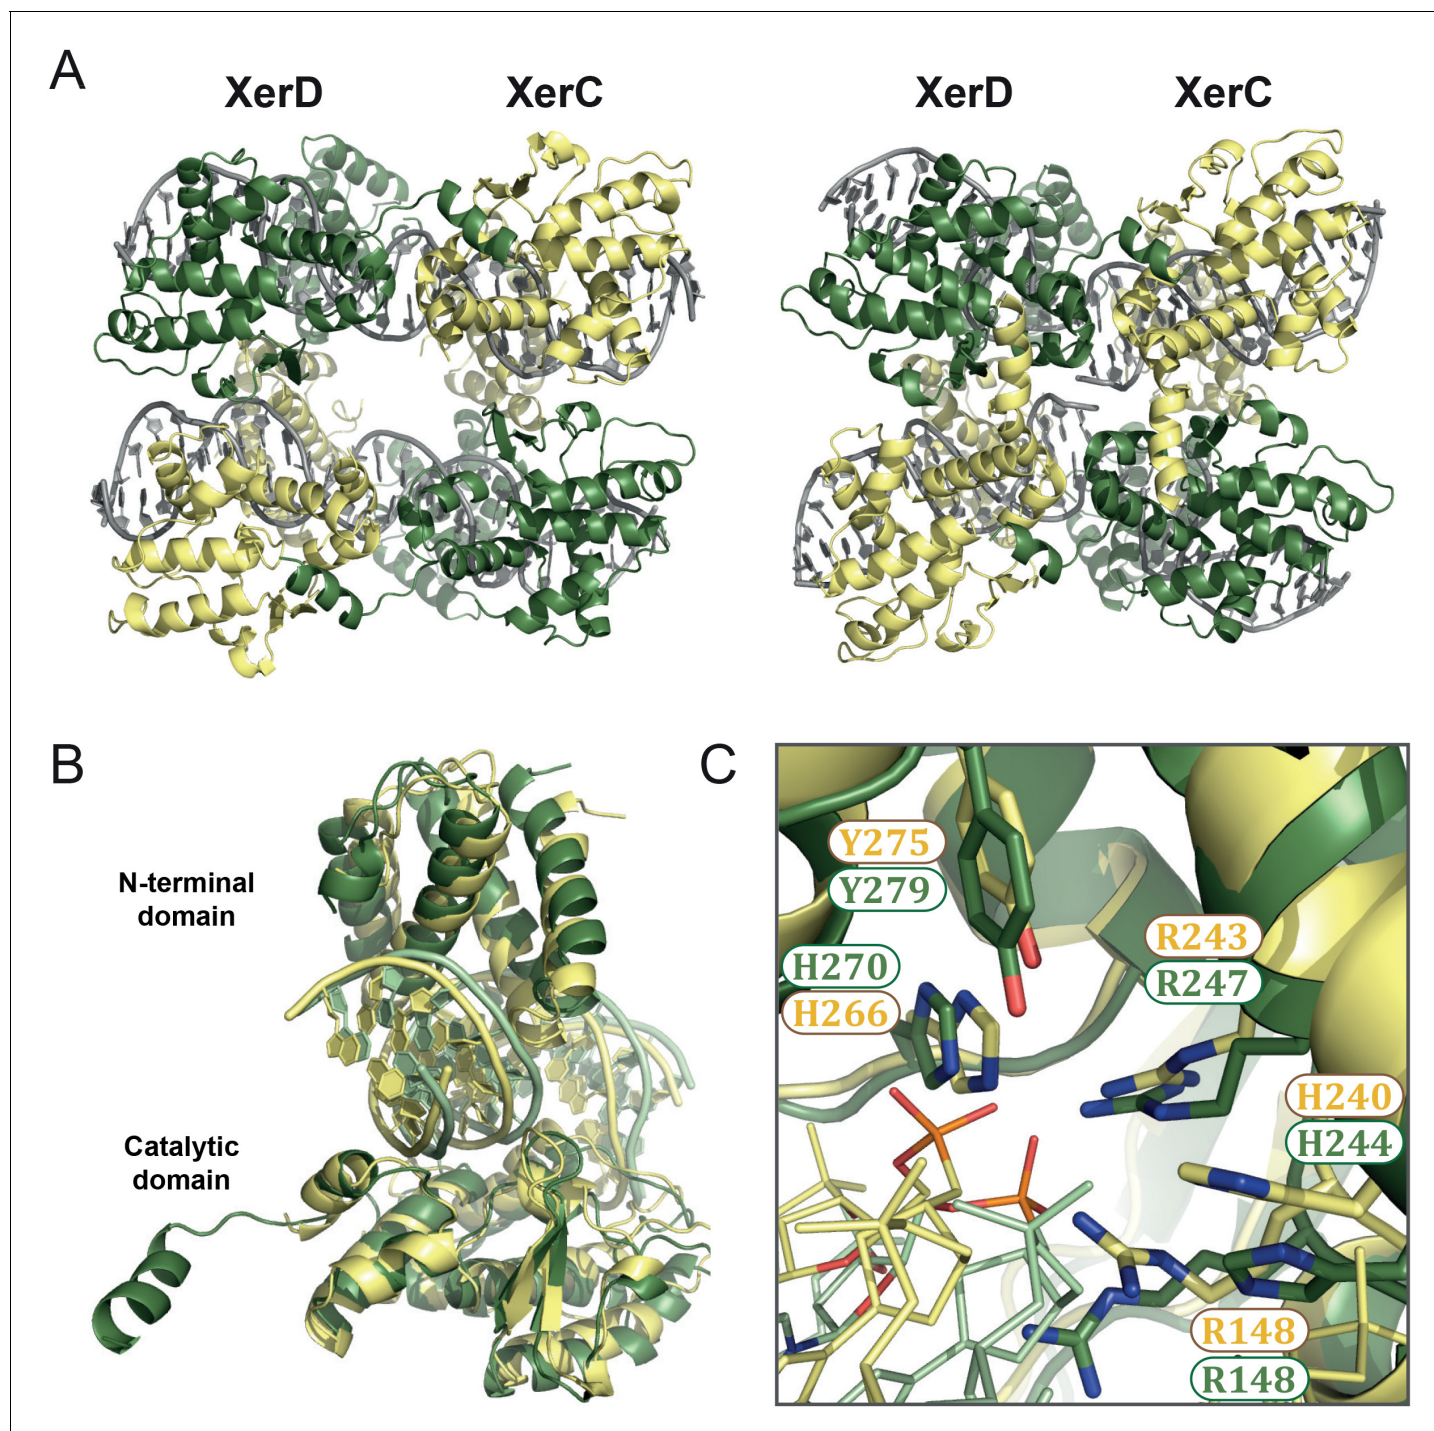 A
XerD XerC XerD XerC
B
N-terminal
domain
Catalytic
domain
C
Y275
Y279
H270
H266
R243
R247
H240
H244
R148
R148